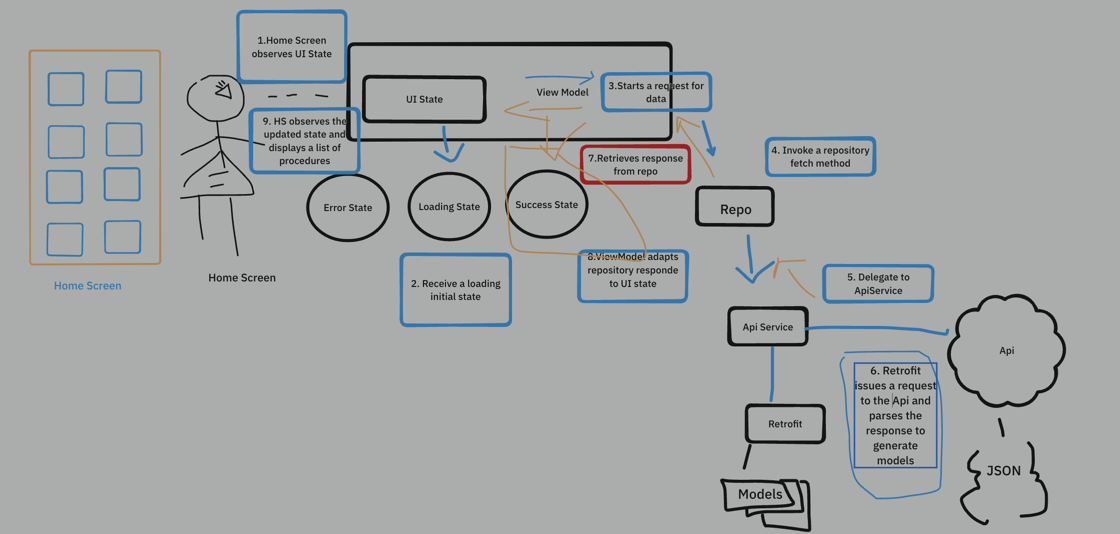 1.Home Screen
observes UI State
UI State
View Model
3.Starts a request for
data
9. HS observes the
updated state and
displays a list of
procedures
7.Retrieves response
from repo
4. Invoke a repository
fetch method
Error State
Loading State
Success State
Repo
Home Screen
Home Screen
2. Receive a loading
initial state
8.ViewModel adapts
repository responde
to UI state
5. Delegate to
ApiService
Api Service
Api
6. Retrofit
issues a request
to the Api and
parses the
response to
generate
models
Retrofit
Models
JSON